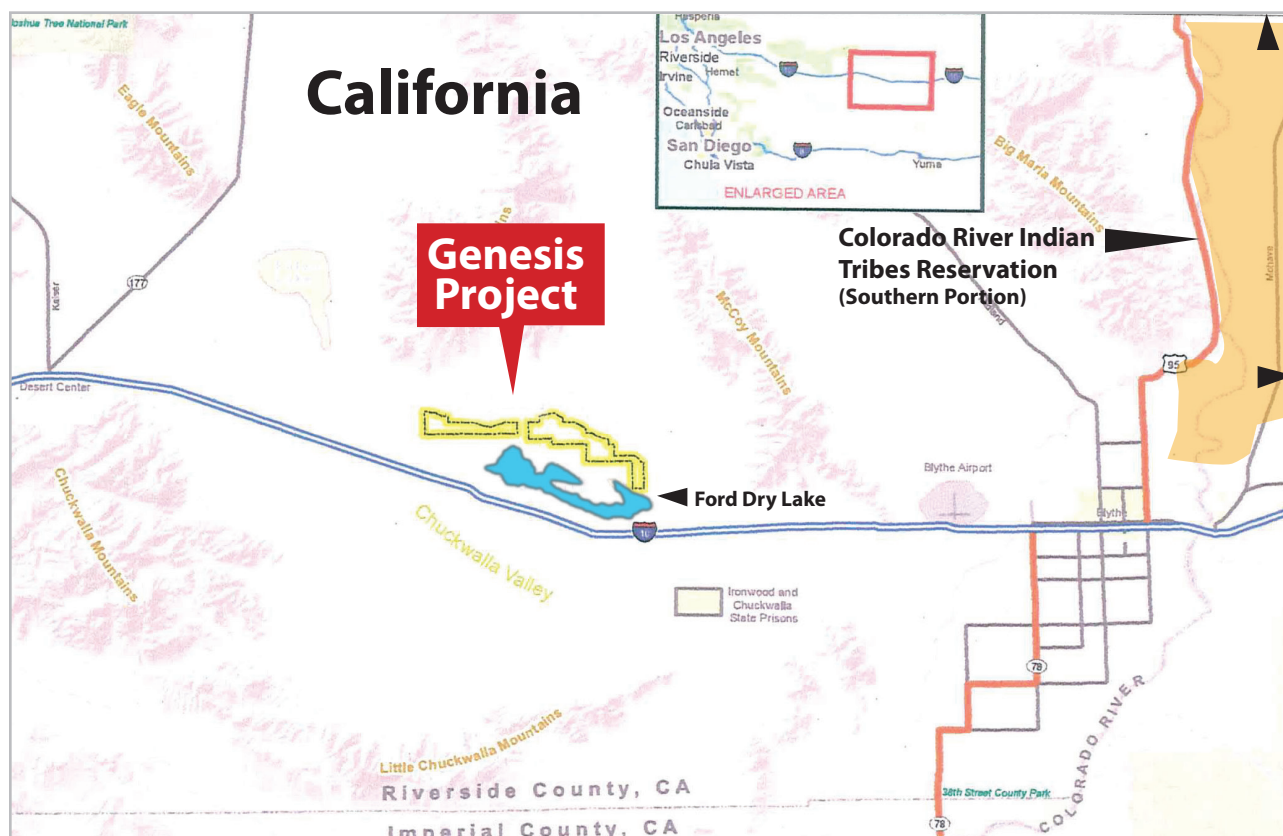 Joshua Tree National Park
California
Hesperia
Los Angeles
Riverside
Hemet
Irvine
Oceanside
Carlsbad
San Diego
Chula Vista
8
Yuma
ENLARGED AREA
Eagle Mountains
Big Maria Mountains
Genesis
Project
Colorado River Indian
Tribes Reservation
(Southern Portion)
Mohave
Kaiser
177
McCoy Mountains
95
Desert Center
Chuckwalla Mountains
Chuckwalla Valley
Ford Dry Lake
10
Blythe Airport
Blythe
Ironwood and
Chuckwalla
State Prisons
78
Little Chuckwalla Mountains
COLORADO RIVER
Riverside County, CA
Imperial County, CA
38th Street County Park
78